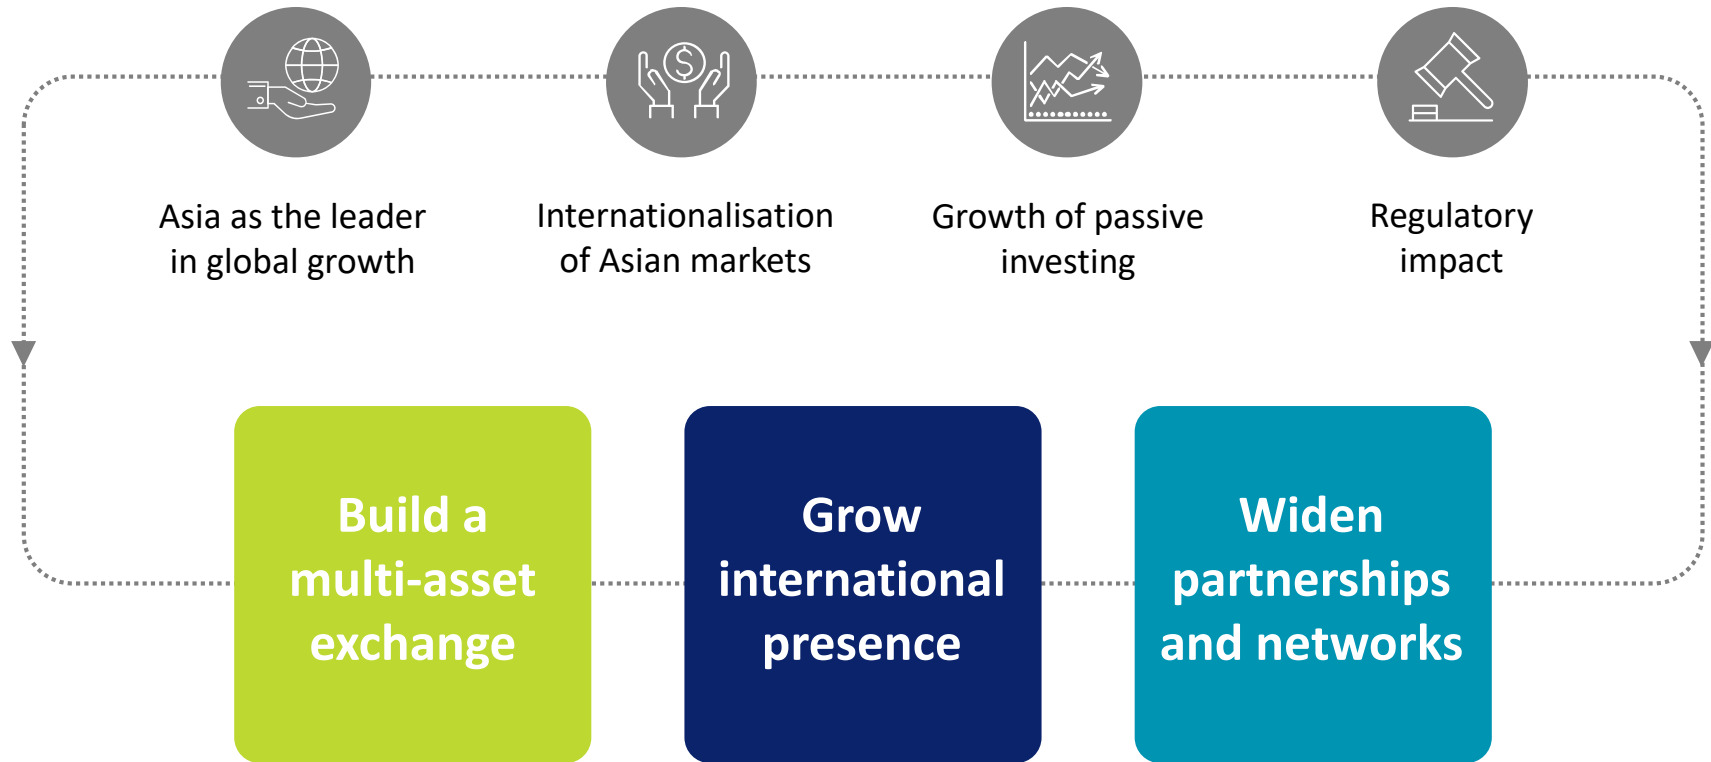 Asia as the leader
in global growth
Internationalisation
of Asian markets
Growth of passive
investing
Regulatory
impact
Build a
multi-asset
exchange
Grow
international
presence
Widen
partnerships
and networks